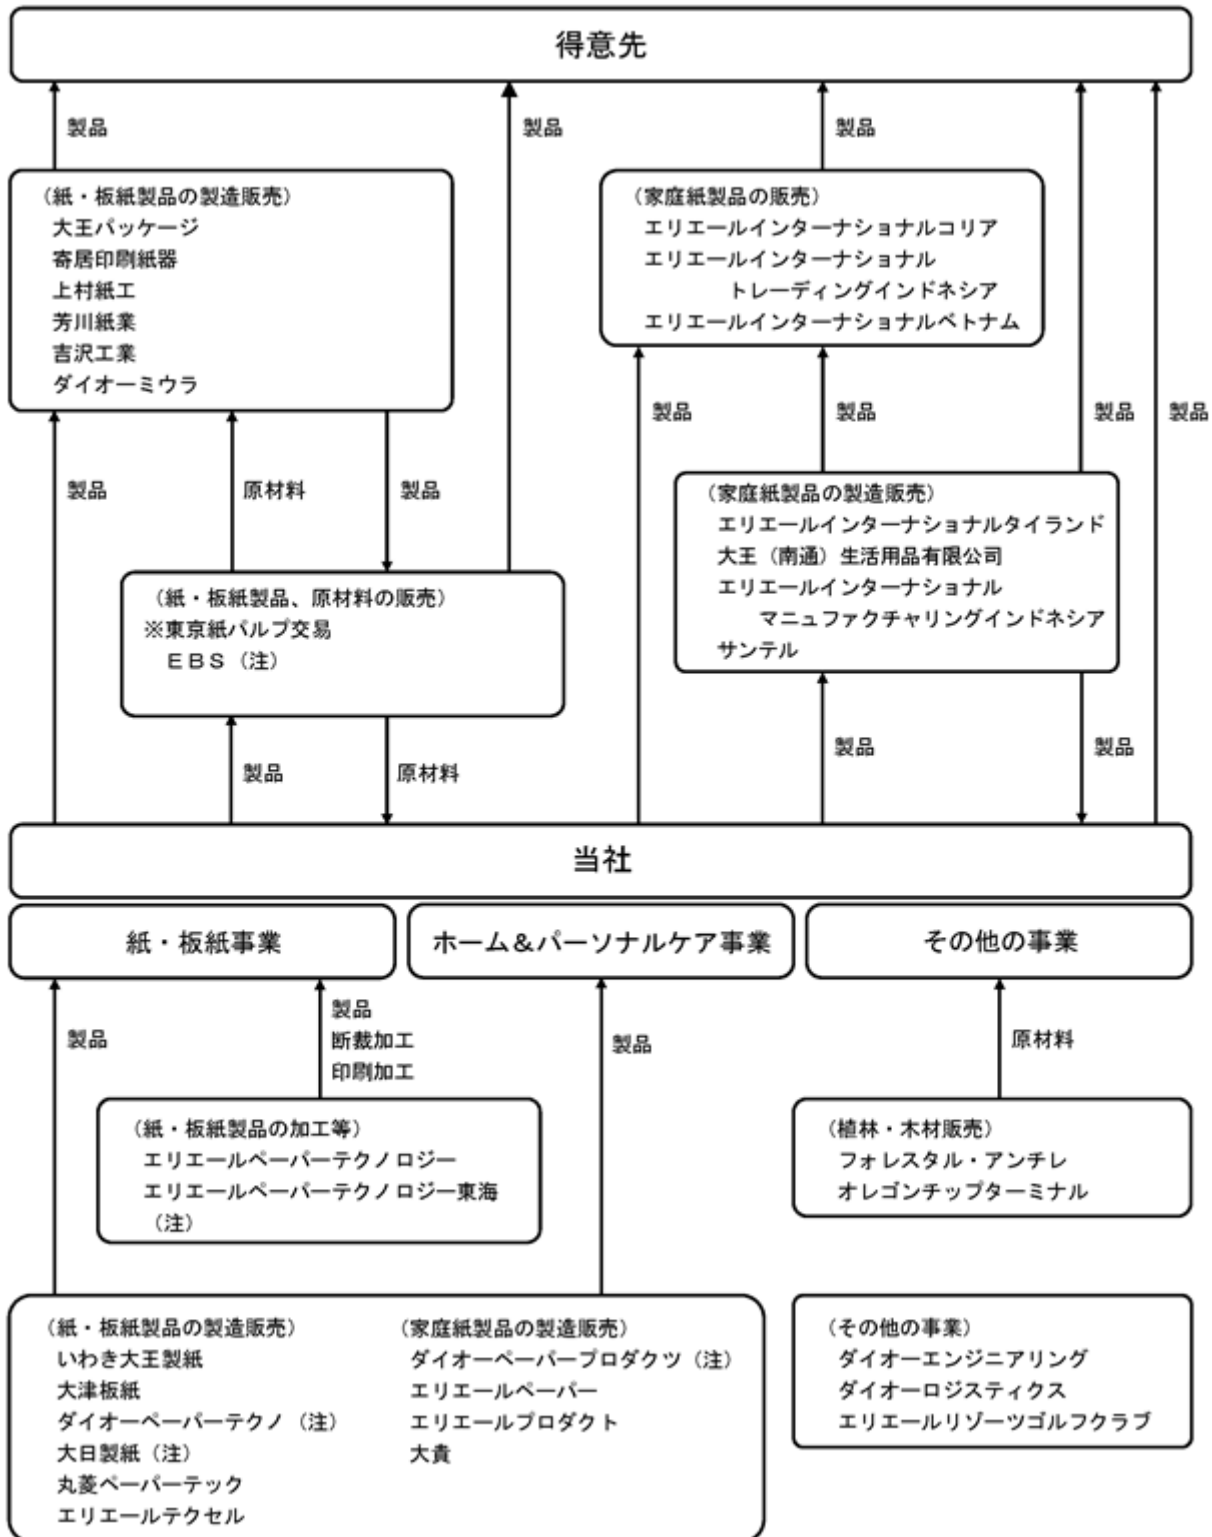 得意先
製品
製品
製品
(紙・板紙製品の製造販売)
大王パッケージ
寄居印刷紙器
上村紙工
芳川紙業
吉沢工業
ダイオーミウラ
(家庭紙製品の販売)
エリエールインターナショナルコリア
エリエールインターナショナル
トレーディングインドネシア
エリエールインターナショナルベトナム
製品
製品
製品
製品
製品
原材料
製品
(家庭紙製品の製造販売)
エリエールインターナショナルタイランド
大王(南通)生活用品有限公司
エリエールインターナショナル
マニュファクチャリングインドネシア
サンテル
(紙・板紙製品、原材料の販売)
※東京紙パルプ交易
EBS(注)
製品
原材料
製品
製品
当社
紙・板紙事業
ホーム&パーソナルケア事業
その他の事業
製品
製品
断裁加工
印刷加工
製品
原材料
(紙・板紙製品の加工等)
エリエールペーパーテクノロジー
エリエールペーパーテクノロジー東海
(注)
(植林・木材販売)
フォレスタル・アンチレ
オレゴンチップターミナル
(紙・板紙製品の製造販売)
いわき大王製紙
大津板紙
ダイオーペーパーテクノ(注)
大日製紙(注)
丸菱ペーパーテック
エリエールテクセル
(家庭紙製品の製造販売)
ダイオーペーパープロダクツ(注)
エリエールペーパー
エリエールプロダクト
大貴
(その他の事業)
ダイオーエンジニアリング
ダイオーロジスティクス
エリエールリゾーツゴルフクラブ